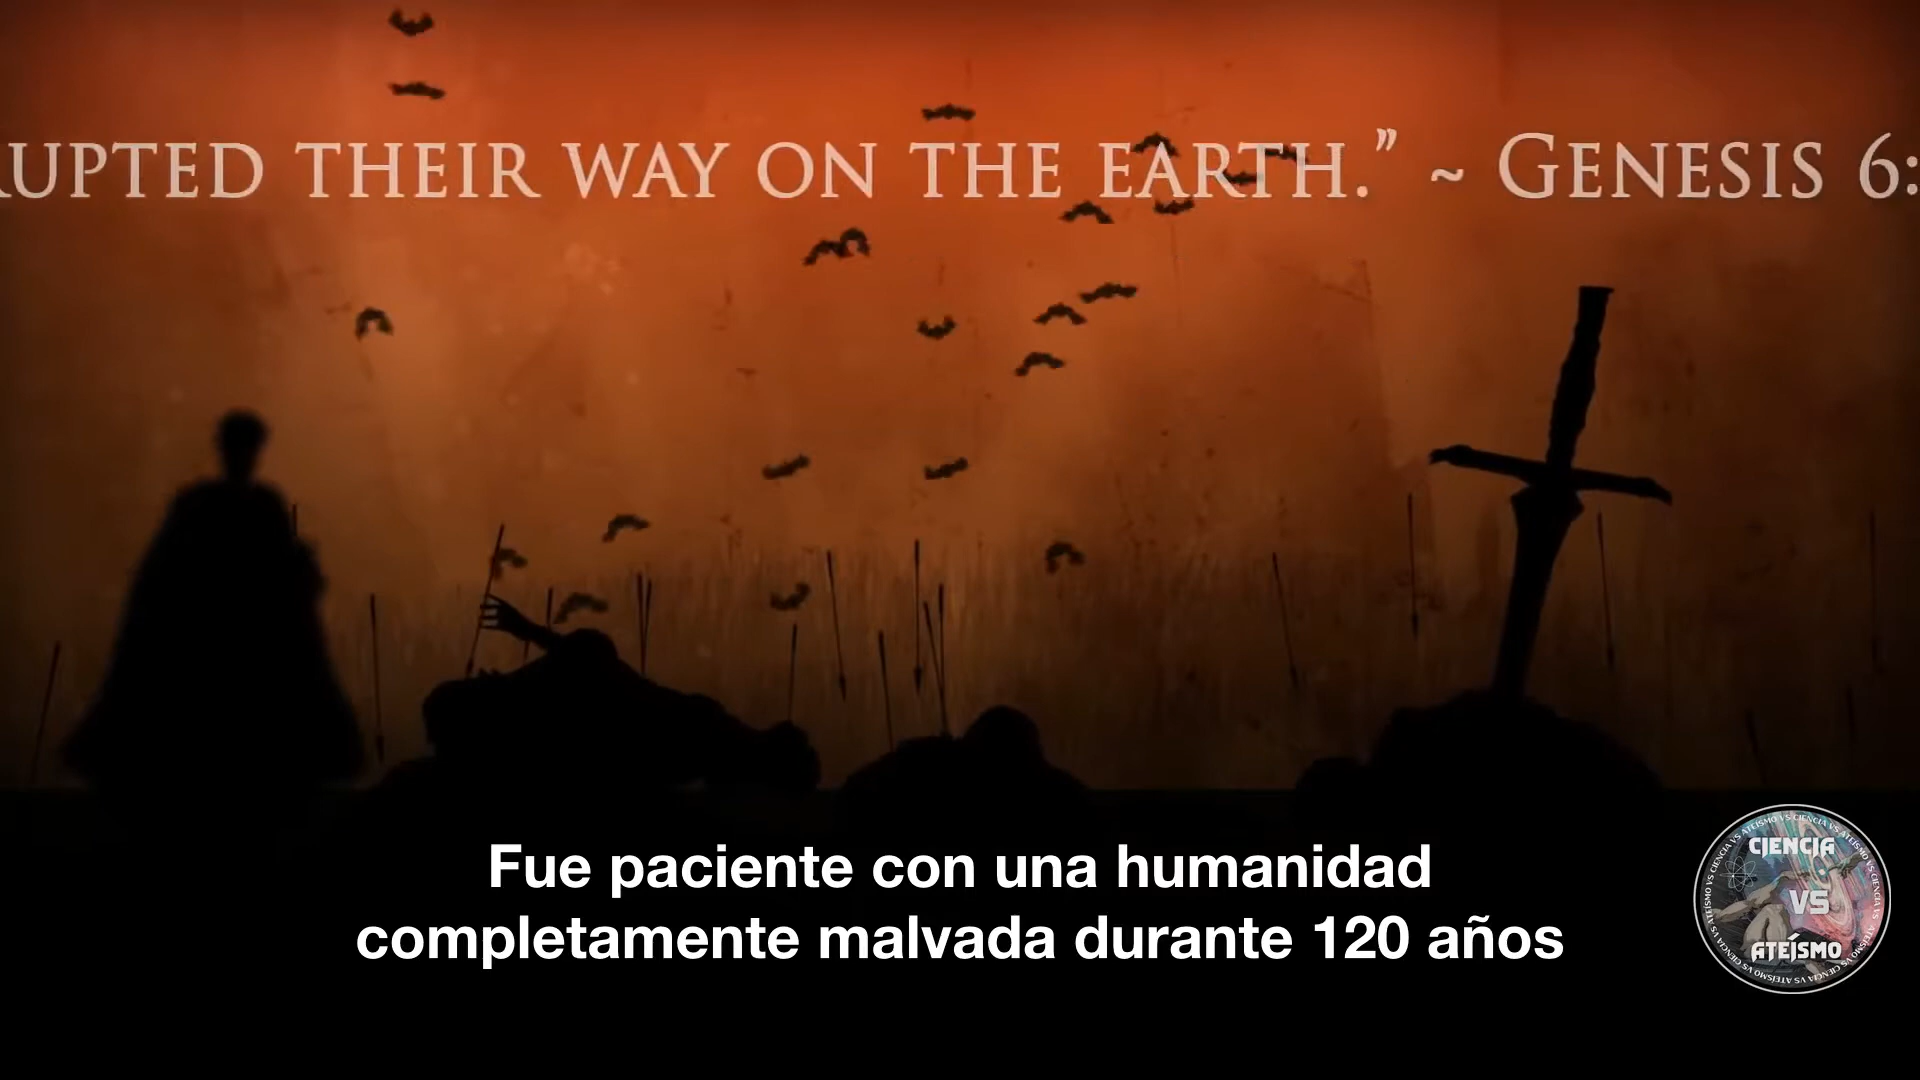 RUPTED THEIR WAY ON THE EARTH.” ~ GENESIS 6:
Fue paciente con una humanidad
completamente malvada durante 120 años
CIENCIA
VS
ATEÍSMO